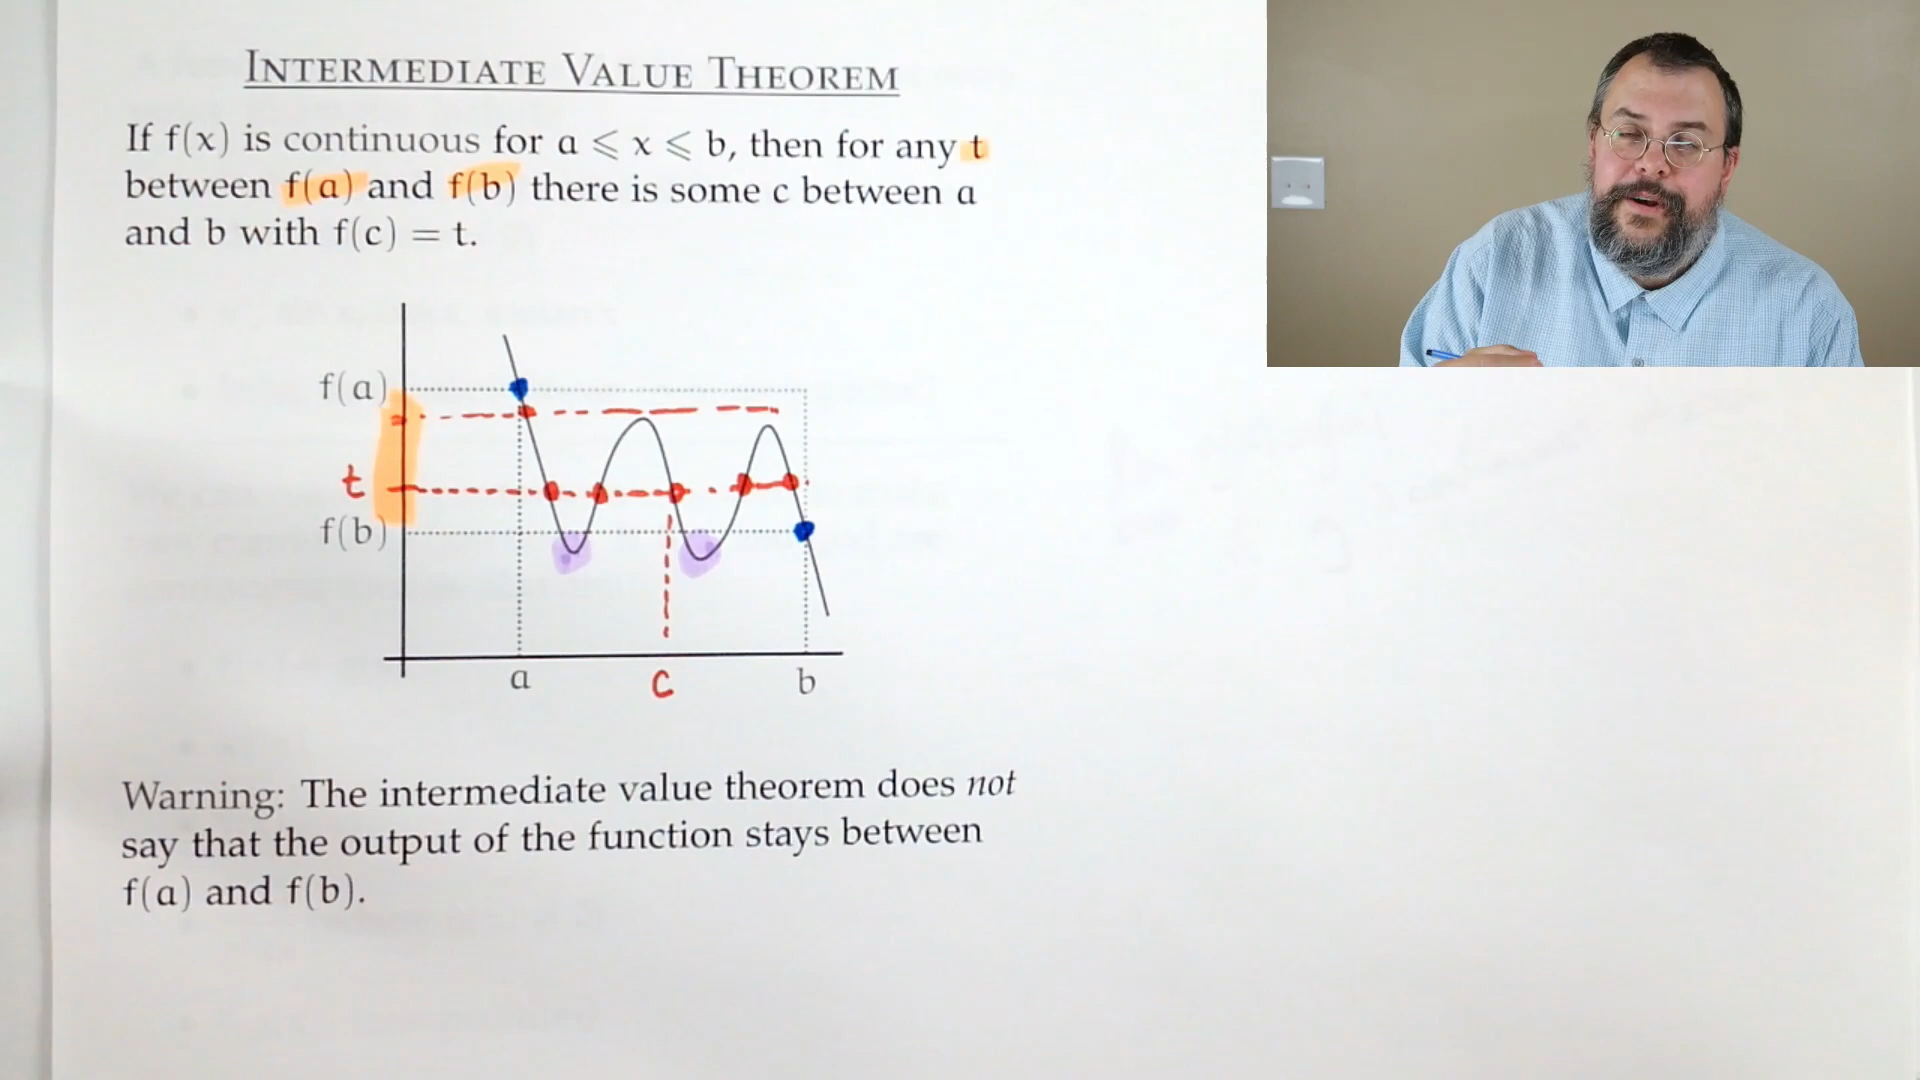 INTERMEDIATE VALUE THEOREM
If f(x) is continuous for a ⩽ x ⩽ b, then for any t
between f(a) and f(b) there is some c between a
and b with f(c) = t.
f(a)
t
f(b)
a c b
Warning: The intermediate value theorem does not
say that the output of the function stays between
f(a) and f(b).